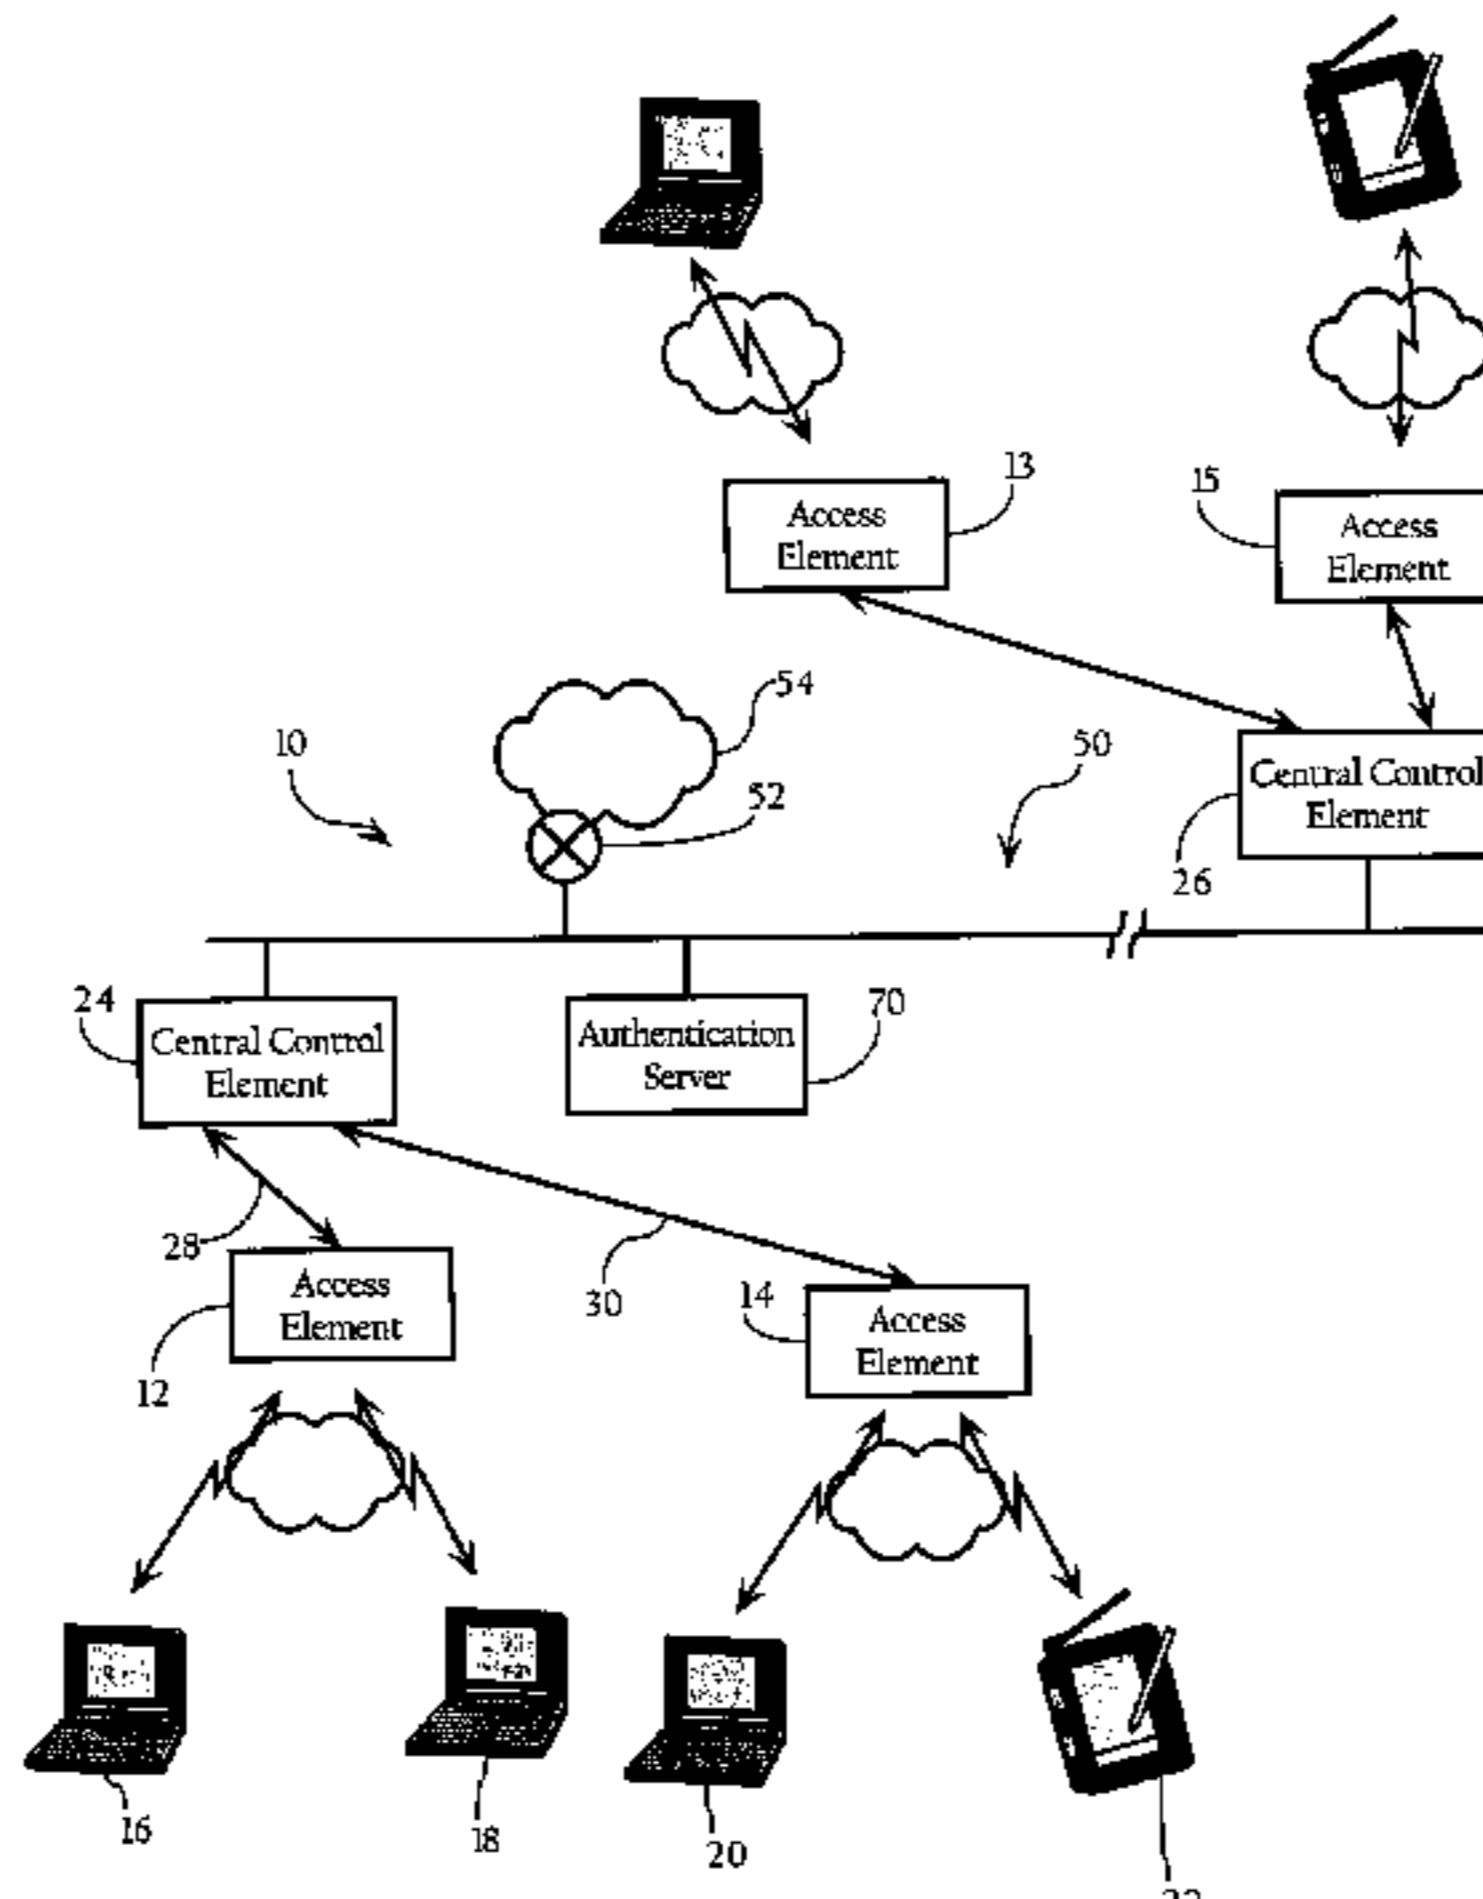 13
15
Access
Element
Access
Element
54
10
50
52
Central Control
Element
26
24
70
Central Control
Element
Authentication
Server
28
30
14
Access
Element
Access
Element
12
16
18
20